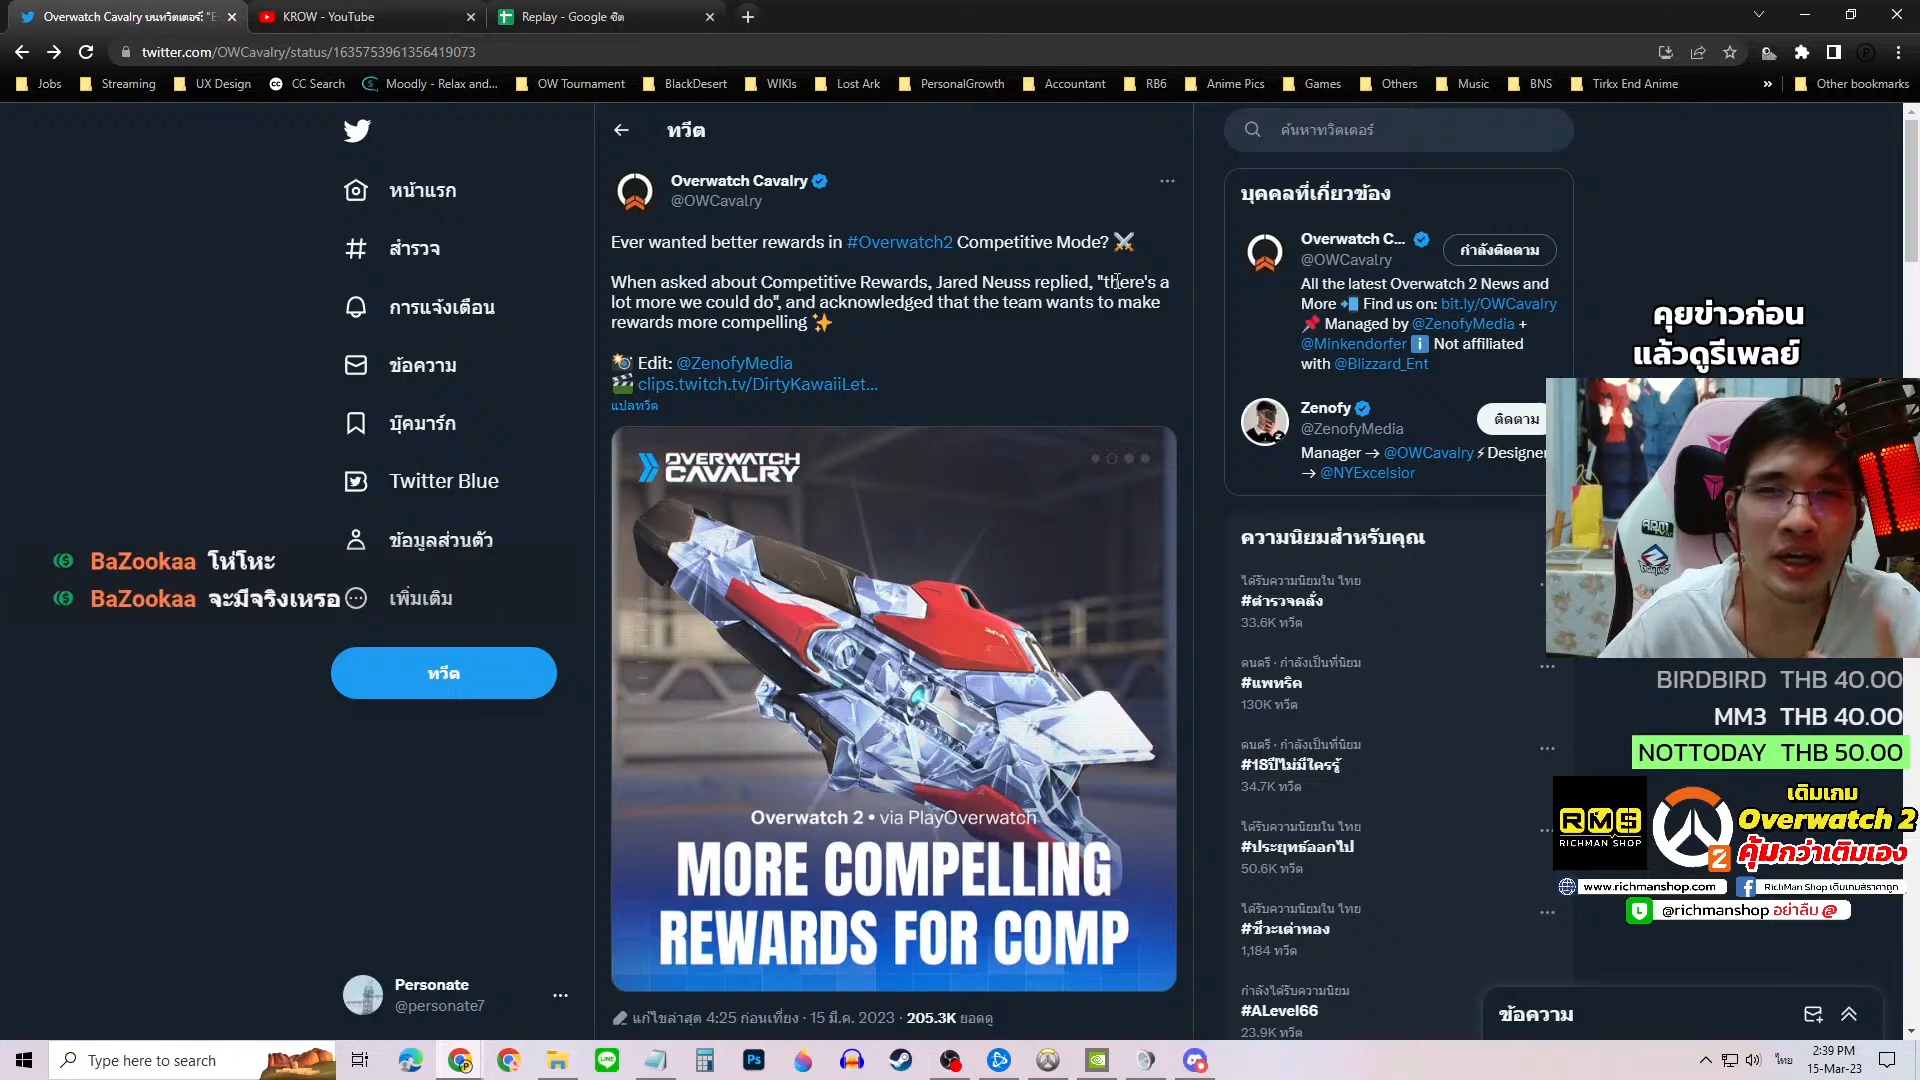 Overwatch Cavalry บนทวิตเตอร์: "E
KROW - YouTube
Replay - Google ชีต
twitter.com/OWCavalry/status/1635753961356419073
Jobs
Streaming
UX Design
CC Search
Moodly - Relax and...
OW Tournament
BlackDesert
WIKIs
Lost Ark
PersonalGrowth
Accountant
RB6
Anime Pics
Games
Others
Music
BNS
Tirkx End Anime
»
Other bookmarks
หน้าแรก
สำรวจ
การแจ้งเตือน
ข้อความ
บุ๊คมาร์ก
Twitter Blue
ข้อมูลส่วนตัว
เพิ่มเติม
ทวีต
BaZookaa โห่โหะ
BaZookaa จะมีจริงเหรอ
Personate
@personate7
ทวีต
Overwatch Cavalry
@OWCavalry
Ever wanted better rewards in #Overwatch2 Competitive Mode? ⚔️
When asked about Competitive Rewards, Jared Neuss replied, "there's a
lot more we could do", and acknowledged that the team wants to make
rewards more compelling ✨
📸 Edit: @ZenofyMedia
🎬 clips.twitch.tv/DirtyKawaiiLet...
แปลทวีต
OVERWATCH
CAVALRY
Overwatch 2 • via PlayOverwatch
MORE COMPELLING
REWARDS FOR COMP
แก้ไขล่าสุด 4:25 ก่อนเที่ยง · 15 มี.ค. 2023 · 205.3K ยอดดู
ค้นหาทวิตเตอร์
บุคคลที่เกี่ยวข้อง
Overwatch C...
@OWCavalry
กำลังติดตาม
All the latest Overwatch 2 News and
More 📲 Find us on: bit.ly/OWCavalry
📌 Managed by @ZenofyMedia +
@Minkendorfer ℹ️ Not affiliated
with @Blizzard_Ent
Zenofy
@ZenofyMedia
ติดตาม
Manager → @OWCavalry ⚡ Designer
→ @NYExcelsior
ความนิยมสำหรับคุณ
ได้รับความนิยมใน ไทย
#ตำรวจคลั่ง
33.6K ทวีต
ดนตรี · กำลังเป็นที่นิยม
#แพทริค
130K ทวีต
ดนตรี · กำลังเป็นที่นิยม
#18ปีไม่มีใครรู้
34.7K ทวีต
ได้รับความนิยมใน ไทย
#ประยุทธ์ออกไป
50.6K ทวีต
ได้รับความนิยมใน ไทย
#ชีวะเต่าทอง
1,184 ทวีต
กำลังได้รับความนิยม
#ALevel66
23.9K ทวีต
ข้อความ
คุยข่าวก่อน
แล้วดูรีเพลย์
BIRDBIRD THB 40.00
MM3 THB 40.00
NOTTODAY THB 50.00
RMS
RICHMAN SHOP
2
เติมเกม
Overwatch 2
คุ้มกว่าเติมเอง
www.richmanshop.com
RichMan Shop เติมเกมส์ราคาถูก
@richmanshop อย่าลืม @
Type here to search
Ps
LINE
ไทย
2:39 PM
15-Mar-23